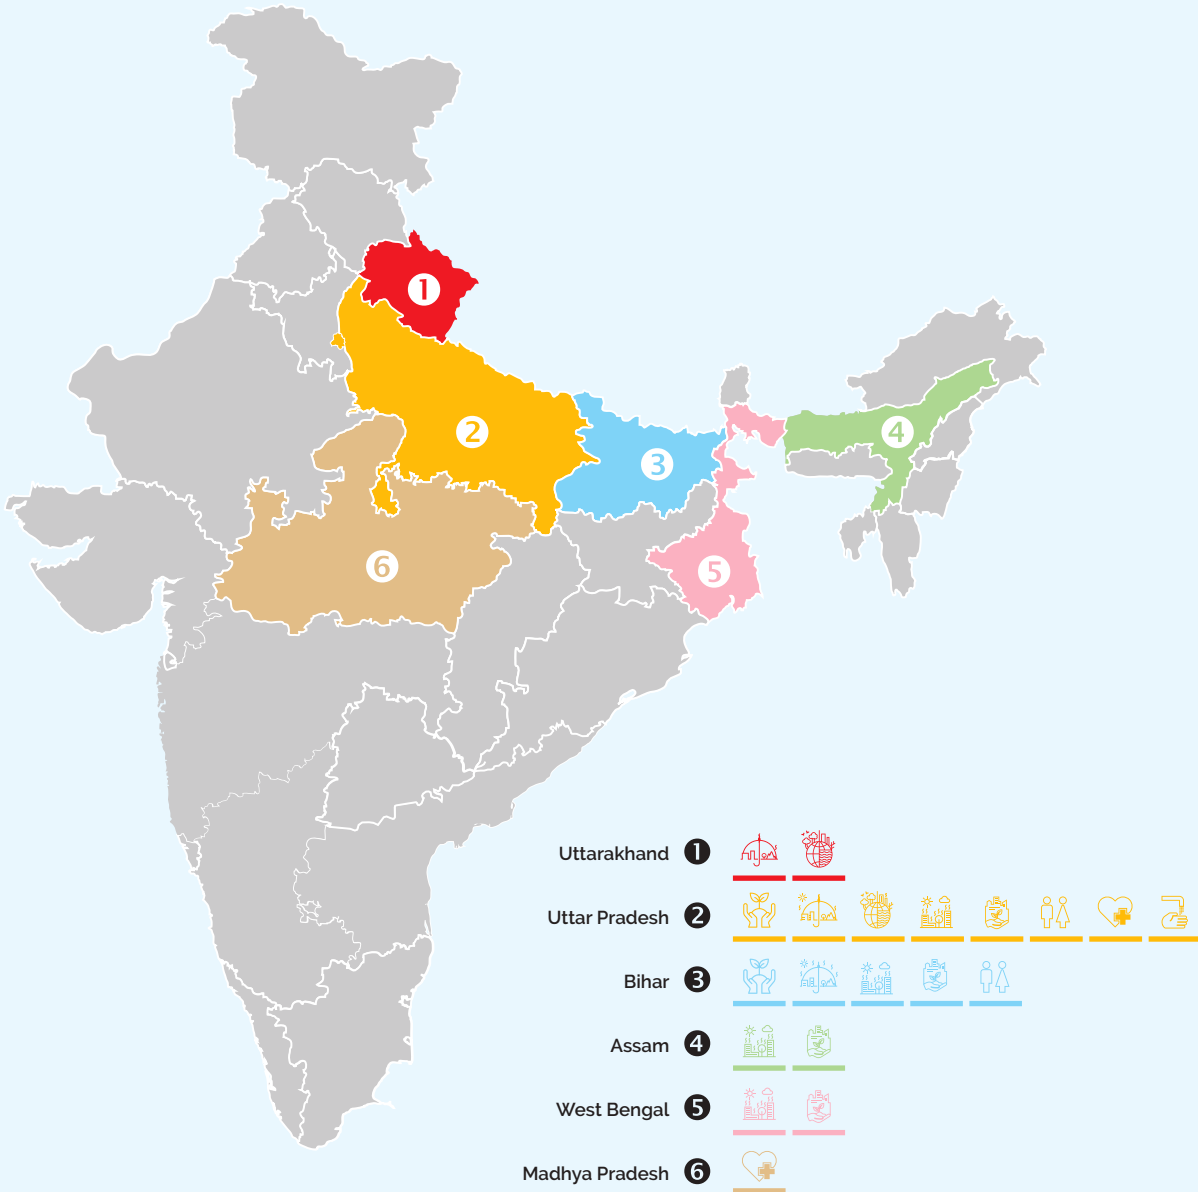 1
2
3
4
5
6
Uttarakhand 1
Uttar Pradesh 2
Bihar 3
Assam 4
West Bengal 5
Madhya Pradesh 6